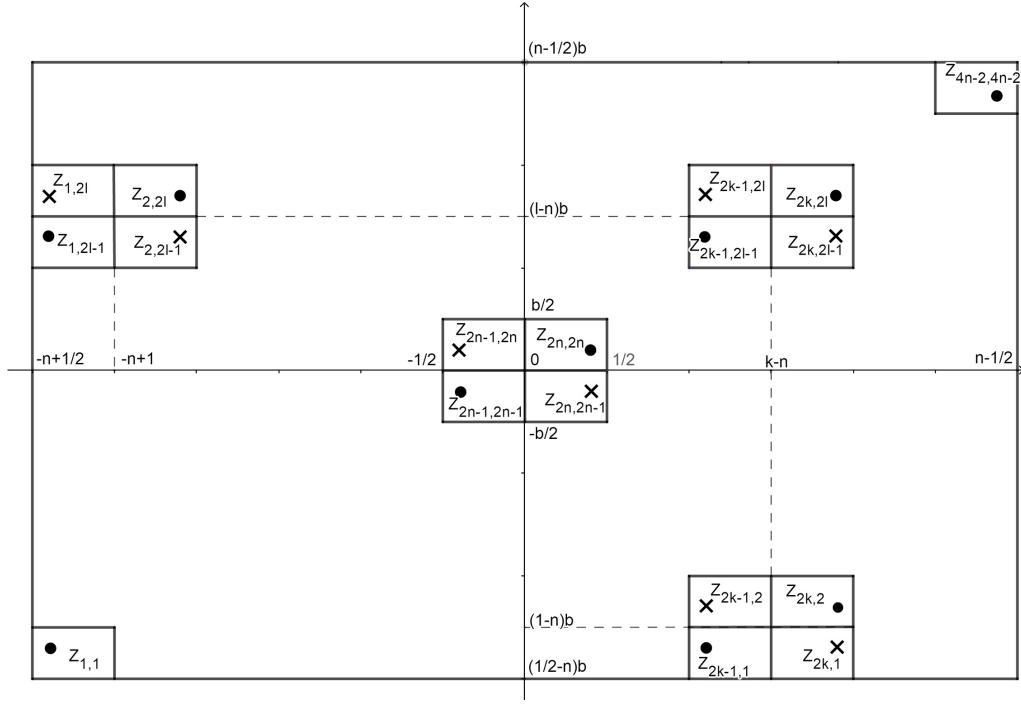 (n-1/2)b
Z4n-2,4n-2
Z1,2l
Z2,2l
Z2k-1,2l
Z2k,2l
(l-n)b
Z1,2l-1
Z2,2l-1
Z2k-1,2l-1
Z2k,2l-1
b/2
Z2n-1,2n
Z2n,2n
-n+1/2
-n+1
-1/2
0
1/2
k-n
n-1/2
Z2n-1,2n-1
Z2n,2n-1
-b/2
Z2k-1,2
Z2k,2
(1-n)b
Z1,1
Z2k-1,1
Z2k,1
(1/2-n)b